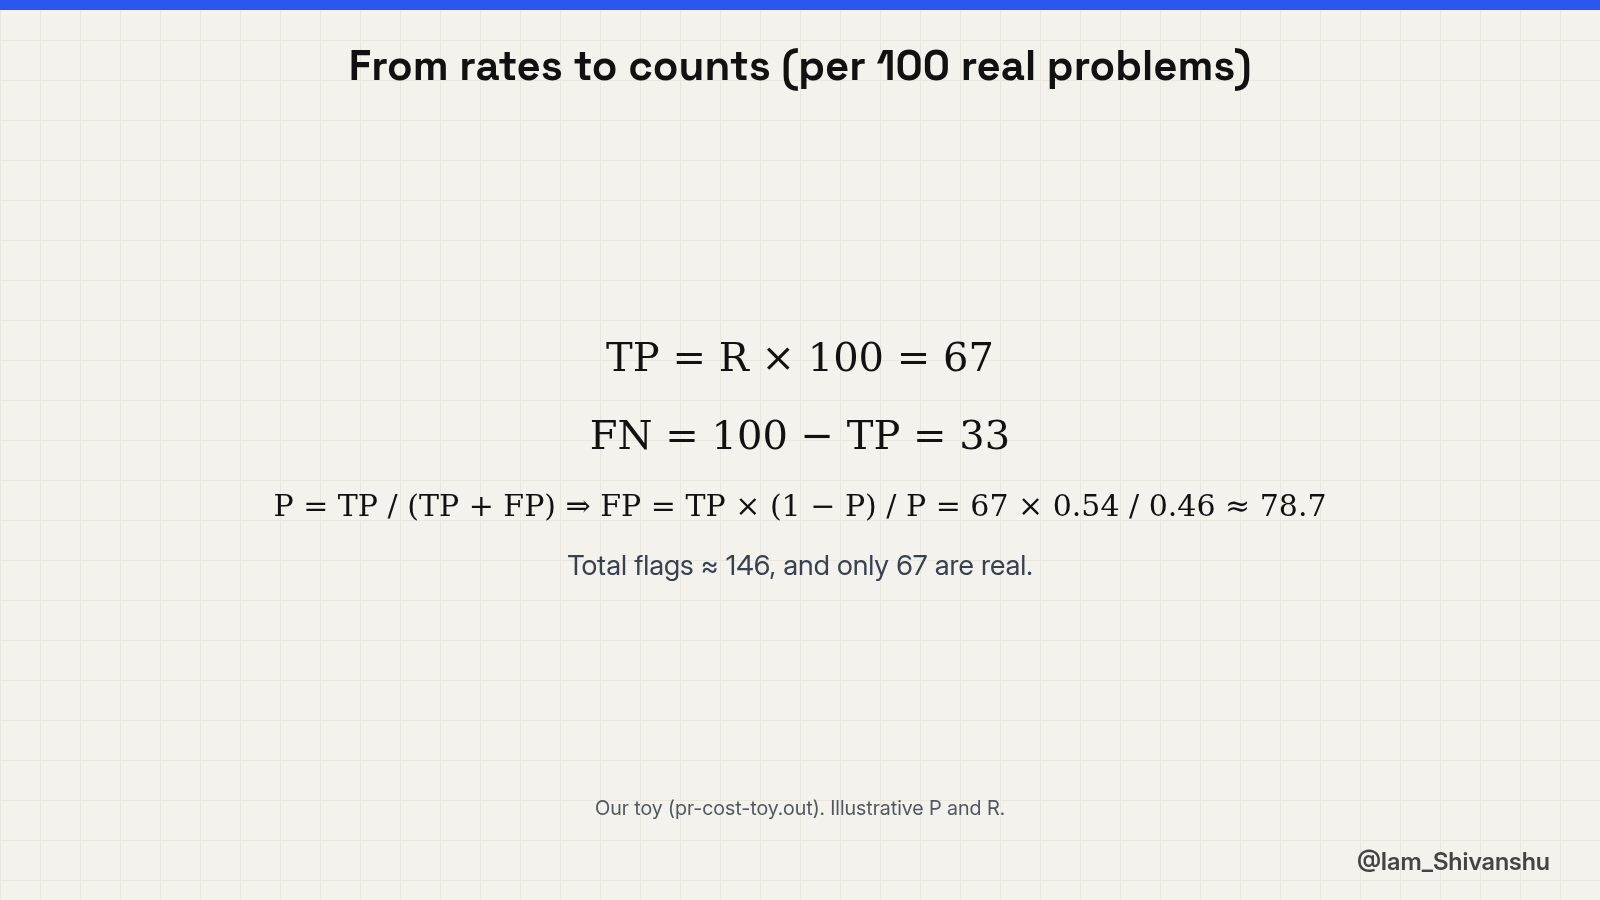 From rates to counts (per 100 real problems)
TP = R × 100 = 67
FN = 100 − TP = 33
P = TP / (TP + FP) ⇒ FP = TP × (1 − P) / P = 67 × 0.54 / 0.46 ≈ 78.7
Total flags ≈ 146, and only 67 are real.
Our toy (pr-cost-toy.out). Illustrative P and R.
@Iam_Shivanshu